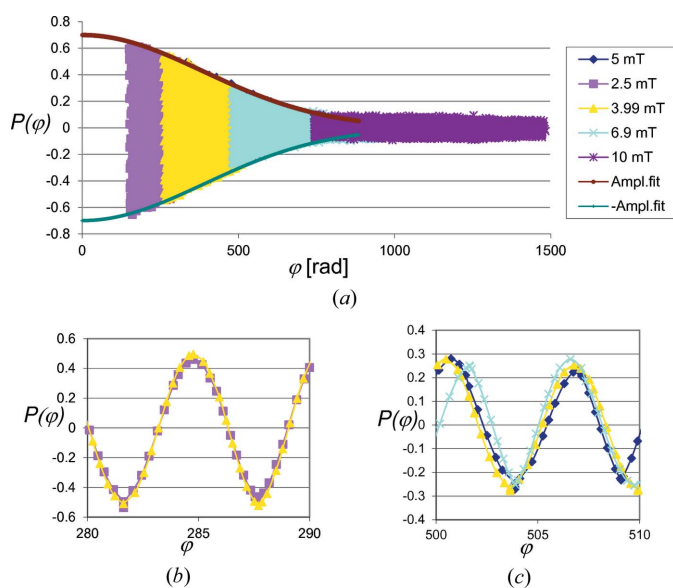 0.8
0.6
0.4
0.2
0
-0.2
-0.4
-0.6
-0.8
P(φ)
0 500 1000 1500
φ [rad]
5 mT
2.5 mT
3.99 mT
6.9 mT
10 mT
Ampl.fit
-Ampl.fit
(a)
0.6
0.4
0.2
0
-0.2
-0.4
-0.6
P(φ)
280 285 290
φ
(b)
0.4
0.3
0.2
0.1
P(φ)0
-0.1
-0.2
-0.3
-0.4
500 505 510
φ
(c)